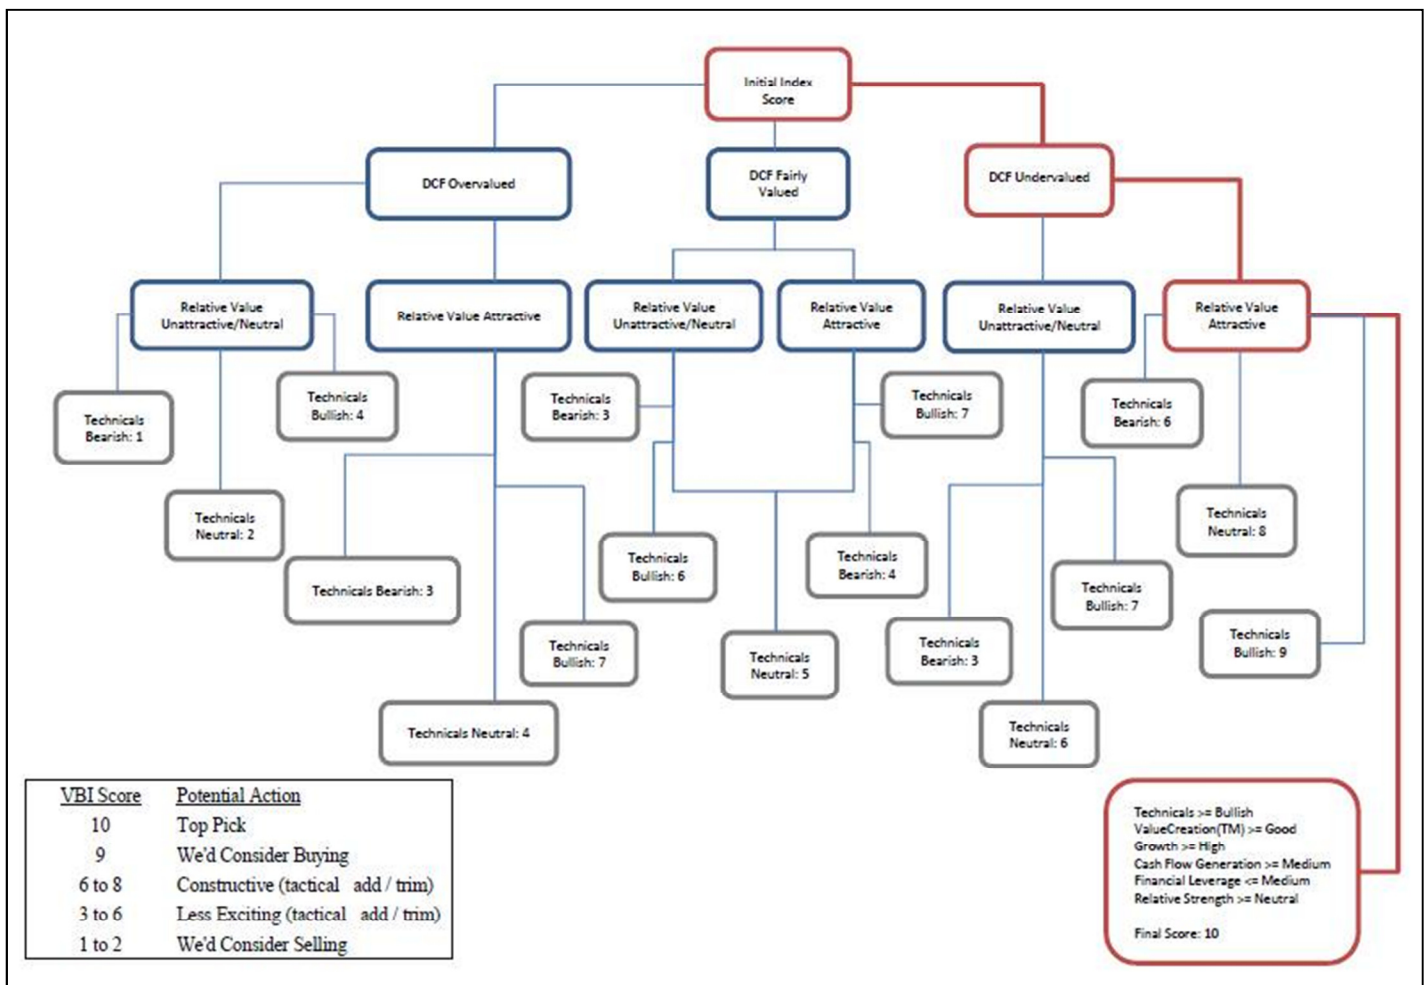 Initial Index
Score
DCF Overvalued
DCF Fairly
Valued
DCF Undervalued
Relative Value
Unattractive/Neutral
Relative Value Attractive
Relative Value
Unattractive/Neutral
Relative Value
Attractive
Relative Value
Unattractive/Neutral
Relative Value
Attractive
Technicals
Bearish: 1
Technicals
Bullish: 4
Technicals
Bearish: 3
Technicals
Bullish: 7
Technicals
Bearish: 6
Technicals
Neutral: 2
Technicals
Neutral: 8
Technicals Bearish: 3
Technicals
Bullish: 6
Technicals
Bearish: 4
Technicals
Bullish: 7
Technicals
Bullish: 7
Technicals
Neutral: 5
Technicals
Bearish: 3
Technicals
Bullish: 9
Technicals Neutral: 4
Technicals
Neutral: 6
VBI Score Potential Action
10 Top Pick
9 We'd Consider Buying
6 to 8 Constructive (tactical add / trim)
3 to 6 Less Exciting (tactical add / trim)
1 to 2 We'd Consider Selling
Technicals >= Bullish
ValueCreation(TM) >= Good
Growth >= High
Cash Flow Generation >= Medium
Financial Leverage <= Medium
Relative Strength >= Neutral
Final Score: 10